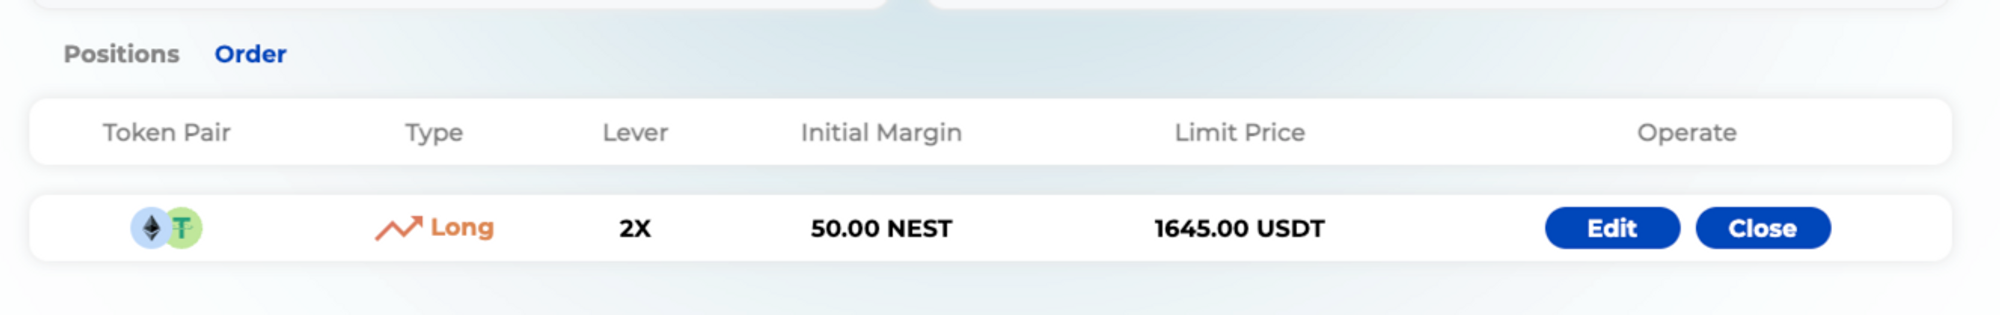 Positions Order
Token Pair Type Lever Initial Margin Limit Price Operate
Long 2X 50.00 NEST 1645.00 USDT Edit Close